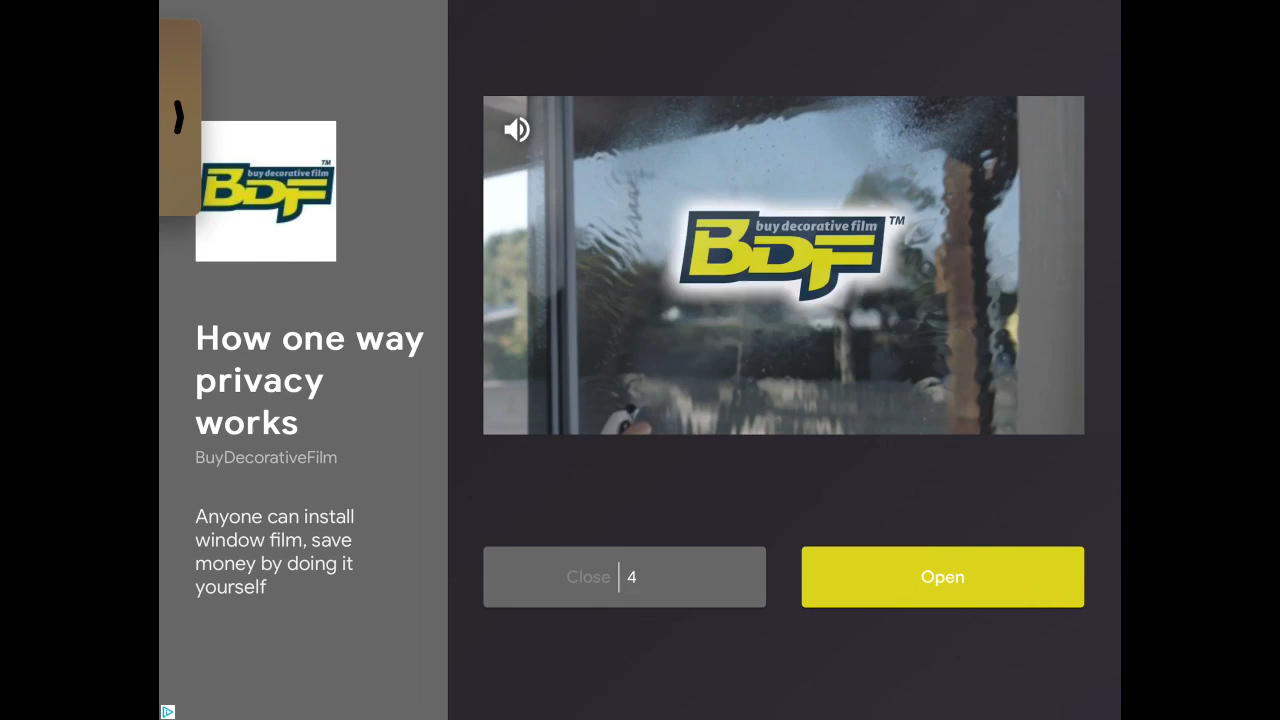 buy decorative film
BDF
TM
How one way
privacy
works
BuyDecorativeFilm
Anyone can install
window film, save
money by doing it
yourself
buy decorative film
BDF
TM
Close
4
Open